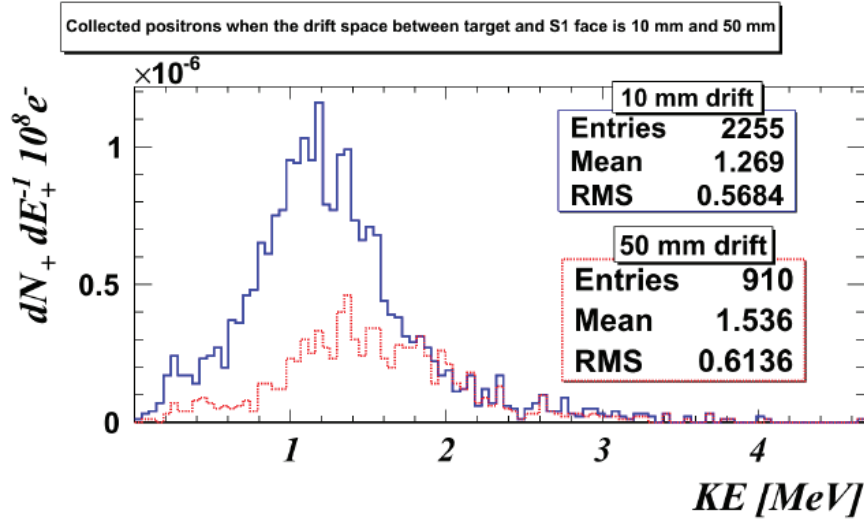 Collected positrons when the drift space between target and S1 face is 10 mm and 50 mm
×10⁻⁶
dN₊ dE₊⁻¹ 10⁸e⁻
1
0.5
0
10 mm drift
Entries 2255
Mean 1.269
RMS 0.5684
50 mm drift
Entries 910
Mean 1.536
RMS 0.6136
1 2 3 4
KE [MeV]